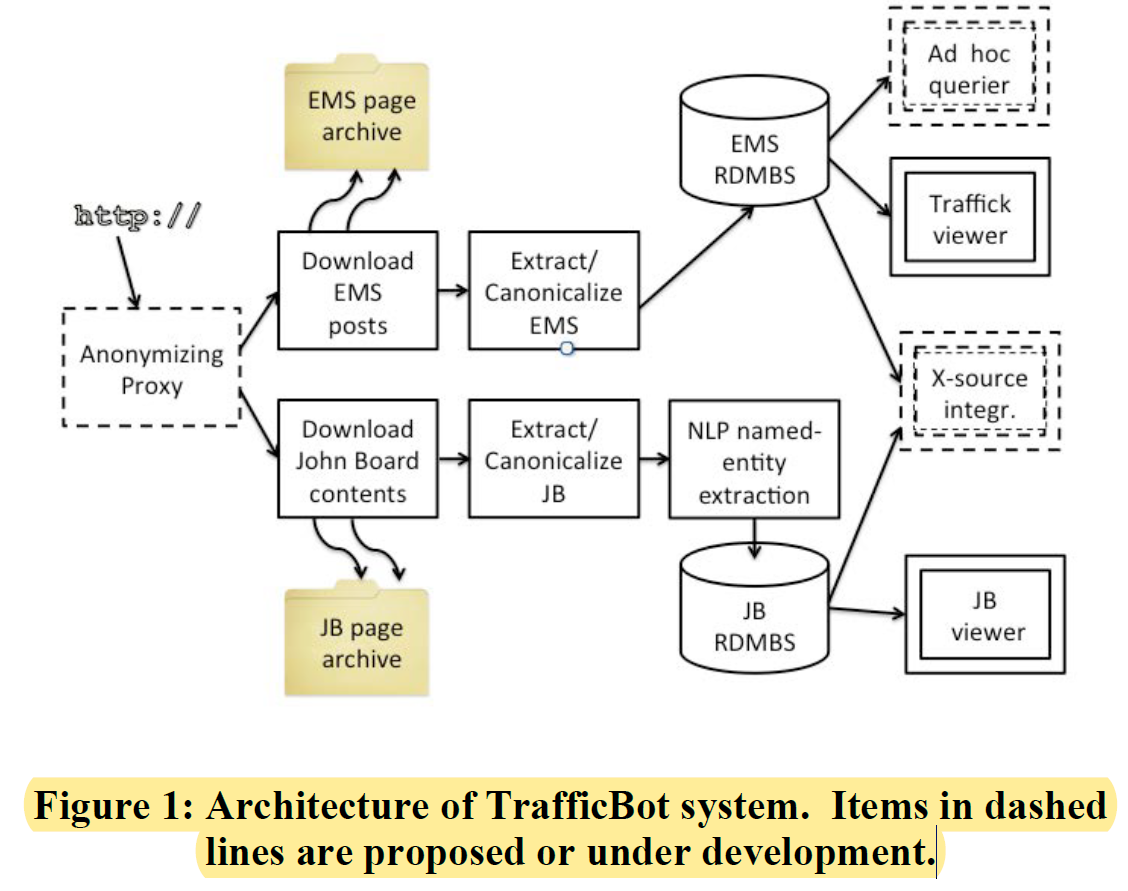 EMS page
archive
http://
Anonymizing
Proxy
Download
EMS
posts
Extract/
Canonicalize
EMS
EMS
RDMBS
Ad hoc
querier
Traffick
viewer
X-source
integr.
Download
John Board
contents
Extract/
Canonicalize
JB
NLP named-
entity
extraction
JB
RDMBS
JB
viewer
JB page
archive
Figure 1: Architecture of TrafficBot system. Items in dashed
lines are proposed or under development.